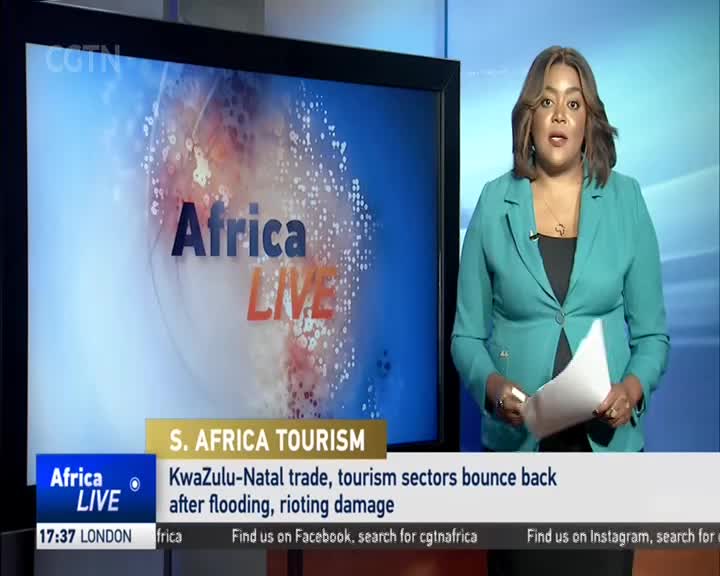 CGTN
Africa
LIVE
S. AFRICA TOURISM
KwaZulu-Natal trade, tourism sectors bounce back
after flooding, rioting damage
Africa
LIVE
17:37 LONDON
frica Find us on Facebook, search for cgtnafrica Find us on Instagram, search for